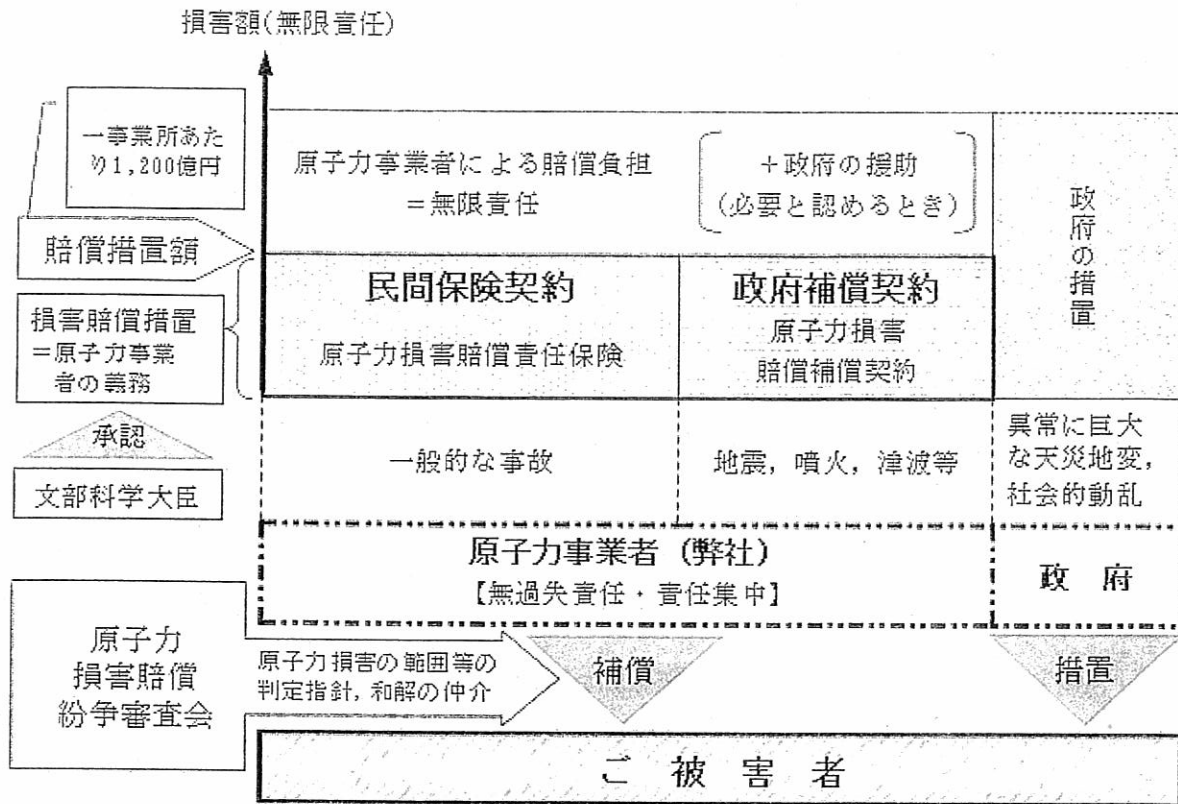 損害額(無限責任)
一事業所あた
り1,200億円
原子力事業者による賠償負担
＝無限責任
＋政府の援助
(必要と認めるとき)
政府の措置
賠償措置額
損害賠償措置
＝原子力事業
者の義務
民間保険契約
原子力損害賠償責任保険
政府補償契約
原子力損害
賠償補償契約
承認
文部科学大臣
一般的な事故
地震，噴火，津波等
異常に巨大
な天災地変，
社会的動乱
原子力事業者（弊社）
【無過失責任・責任集中】
政 府
原子力
損害賠償
紛争審査会
原子力損害の範囲等の
判定指針，和解の仲介
補償
措置
ご 被 害 者